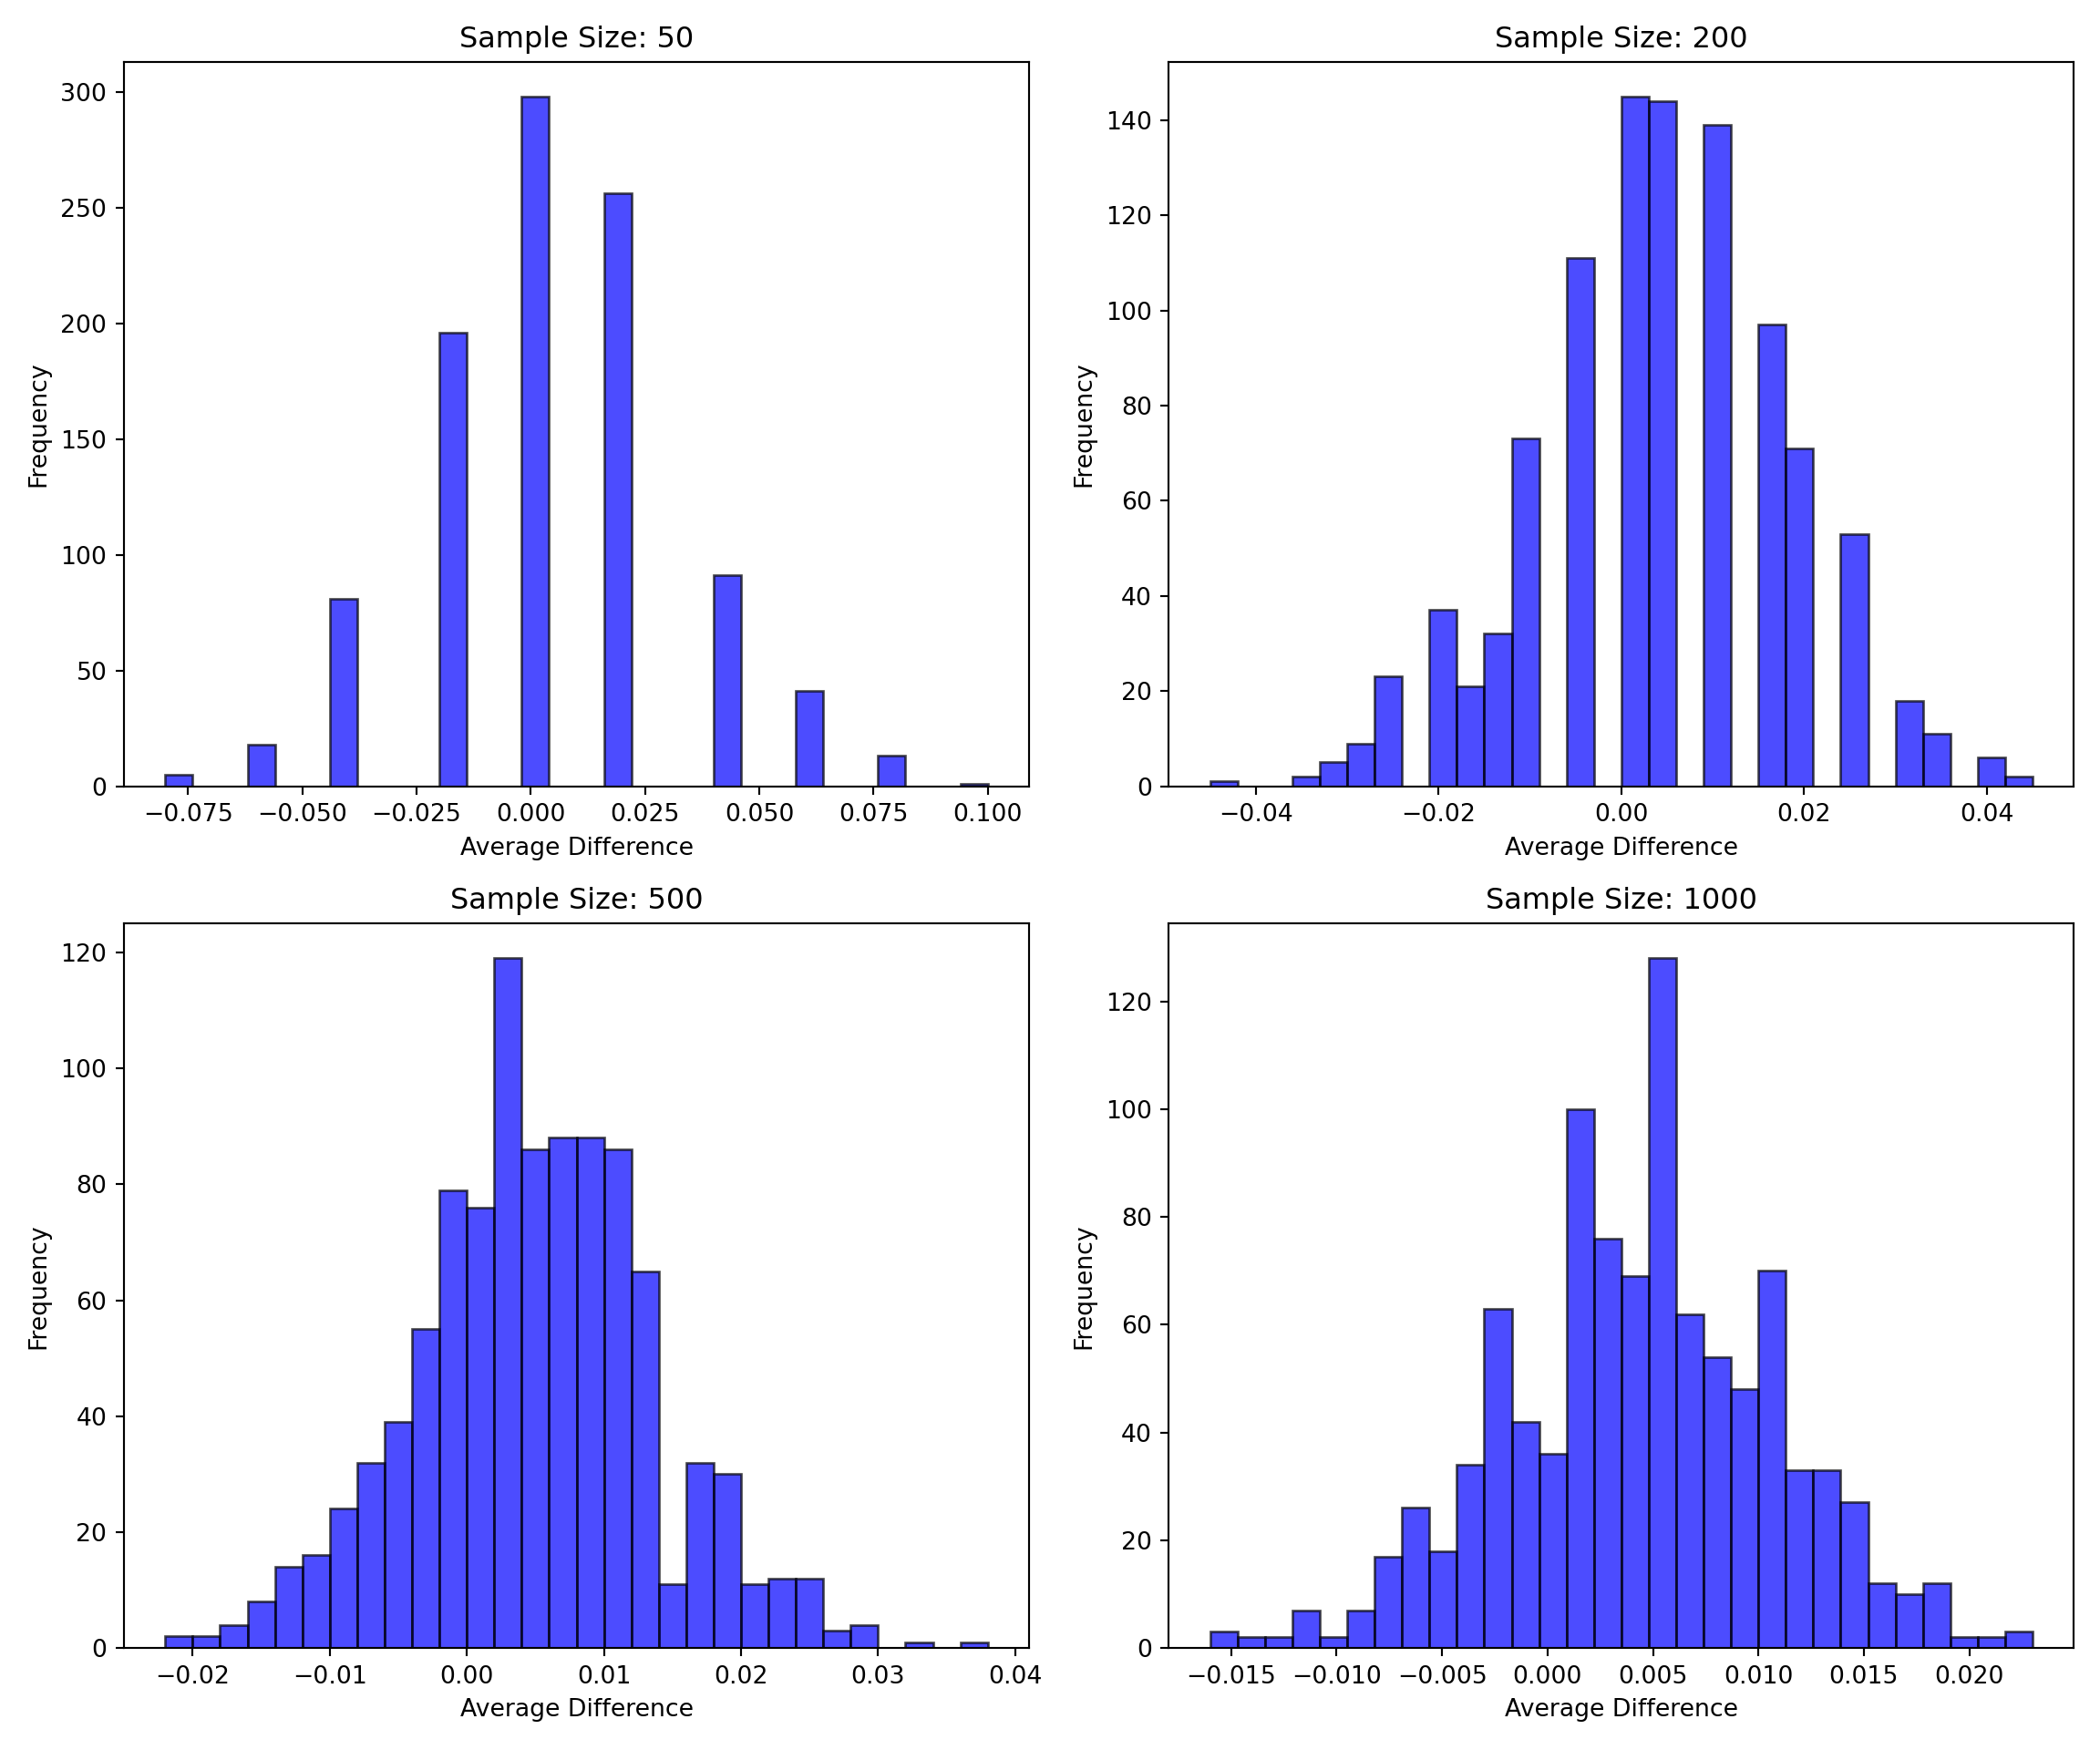 Sample Size: 50
Frequency
300
250
200
150
100
50
0
−0.075 −0.050 −0.025 0.000 0.025 0.050 0.075 0.100
Average Difference
Sample Size: 200
Frequency
140
120
100
80
60
40
20
0
−0.04 −0.02 0.00 0.02 0.04
Average Difference
Sample Size: 500
Frequency
120
100
80
60
40
20
0
−0.02 −0.01 0.00 0.01 0.02 0.03 0.04
Average Difference
Sample Size: 1000
Frequency
120
100
80
60
40
20
0
−0.015 −0.010 −0.005 0.000 0.005 0.010 0.015 0.020
Average Difference